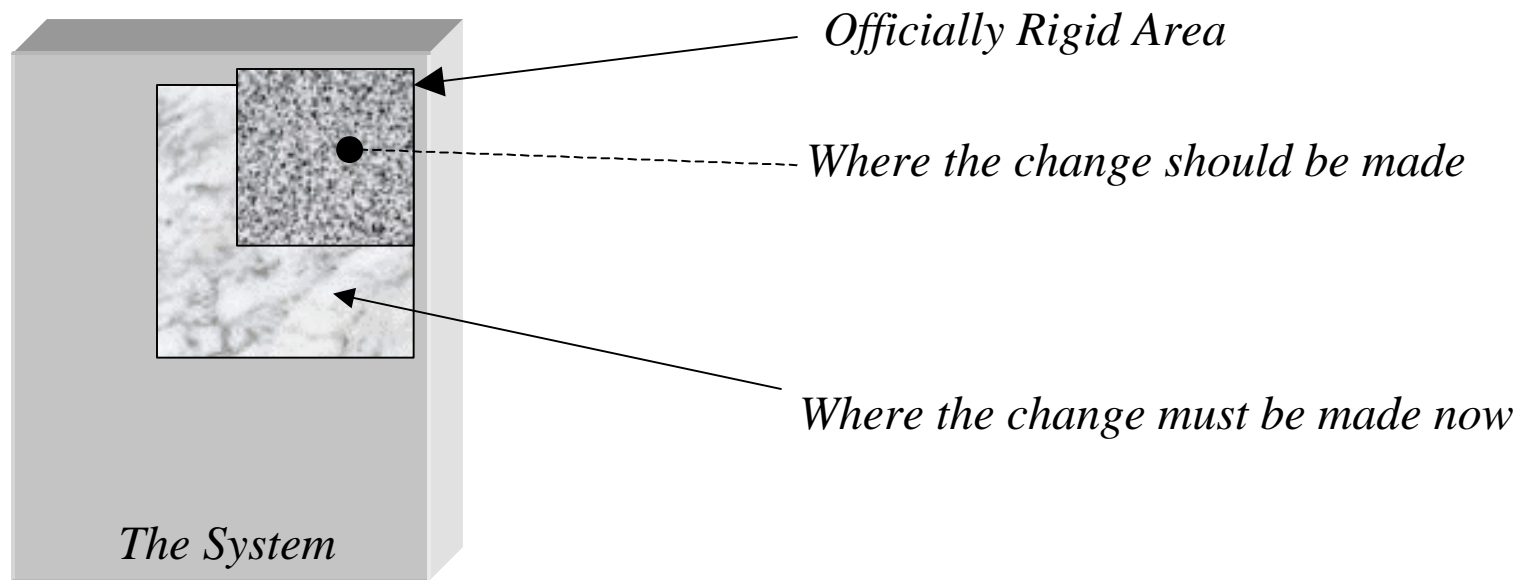 Officially Rigid Area
Where the change should be made
Where the change must be made now
The System